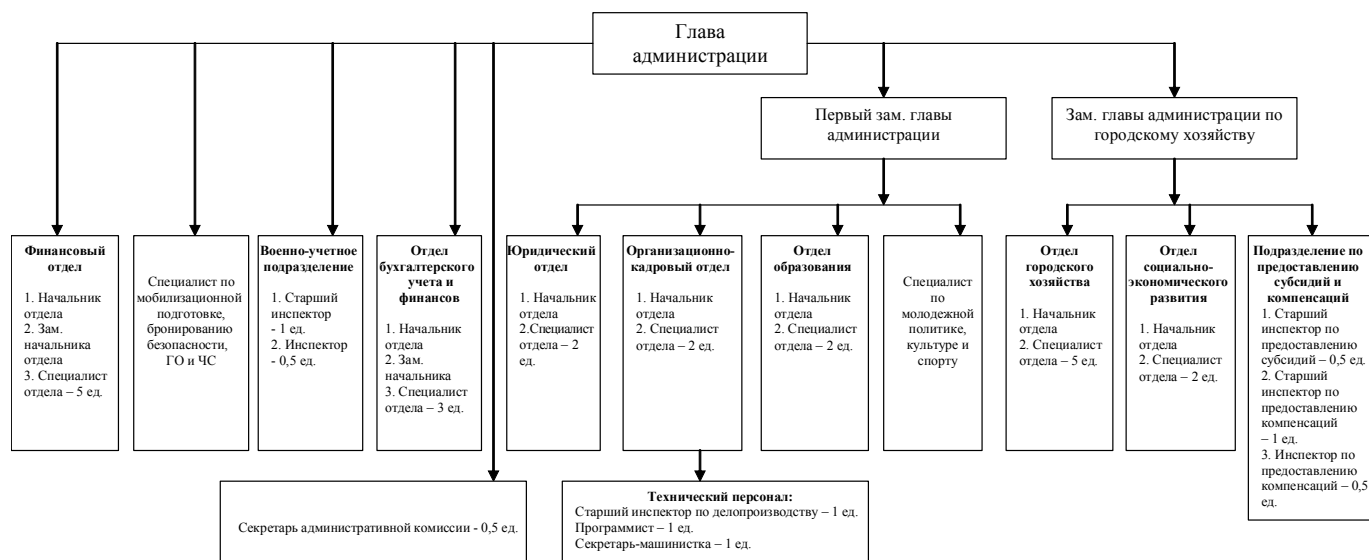 Глава
администрации
Первый зам. главы
администрации
Зам. главы администрации по
городскому хозяйству
Финансовый
отдел
1. Начальник
отдела
2. Зам.
начальника
отдела
3. Специалист
отдела – 5 ед.
Специалист по
мобилизационной
подготовке,
бронированию
безопасности,
ГО и ЧС
Военно-учетное
подразделение
1. Старший
инспектор
- 1 ед.
2. Инспектор
- 0,5 ед.
Отдел
бухгалтерского
учета и
финансов
1. Начальник
отдела
2. Зам.
начальника
3. Специалист
отдела – 3 ед.
Юридический
отдел
1. Начальник
отдела
2.Специалист
отдела – 2
ед.
Организационно-
кадровый отдел
1. Начальник
отдела
2. Специалист
отдела – 2 ед.
Отдел
образования
1. Начальник
отдела
2. Специалист
отдела – 2 ед.
Специалист
по
молодежной
политике,
культуре и
спорту
Отдел
городского
хозяйства
1. Начальник
отдела
2. Специалист
отдела – 5 ед.
Отдел
социально-
экономического
развития
1. Начальник
отдела
2. Специалист
отдела – 2 ед.
Подразделение по
предоставлению
субсидий и
компенсаций
1. Старший
инспектор по
предоставлению
субсидий – 0,5 ед.
2. Старший
инспектор по
предоставлению
компенсаций
– 1 ед.
3. Инспектор по
предоставлению
компенсаций – 0,5
ед.
Секретарь административной комиссии - 0,5 ед.
Технический персонал:
Старший инспектор по делопроизводству – 1 ед.
Программист – 1 ед.
Секретарь-машинистка – 1 ед.